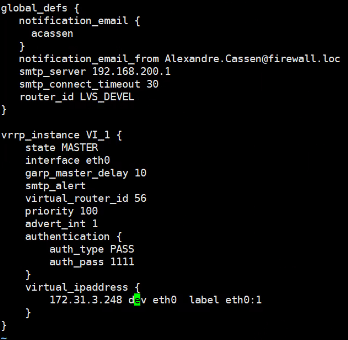 global_defs {
notification_email {
acassen
}
notification_email_from Alexandre.Cassen@firewall.loc
smtp_server 192.168.200.1
smtp_connect_timeout 30
router_id LVS_DEVEL
}
vrrp_instance VI_1 {
state MASTER
interface eth0
garp_master_delay 10
smtp_alert
virtual_router_id 56
priority 100
advert_int 1
authentication {
auth_type PASS
auth_pass 1111
}
virtual_ipaddress {
172.31.3.248 dev eth0  label eth0:1
}
}
~